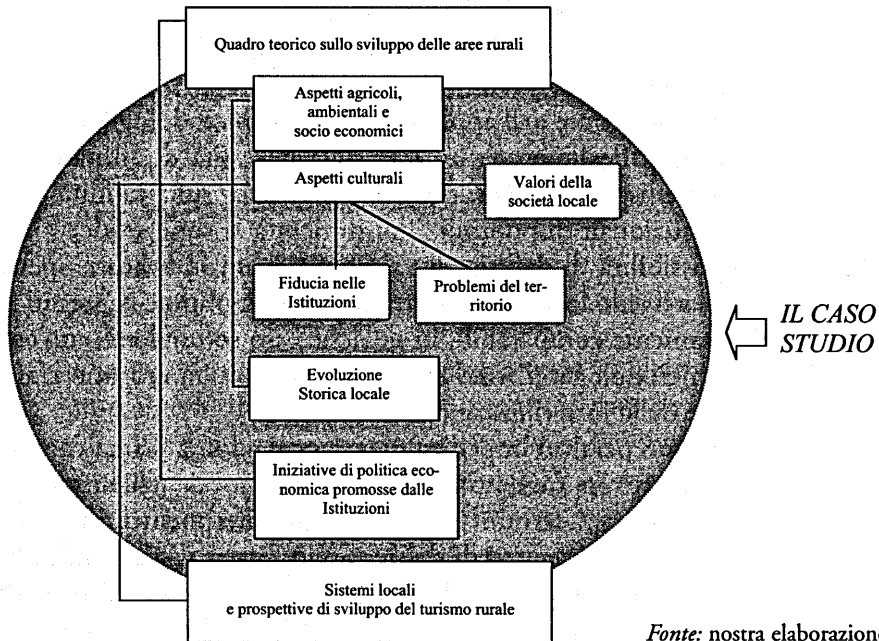 Quadro teorico sullo sviluppo delle aree rurali
Aspetti agricoli,
ambientali e
socio economici
Aspetti culturali
Valori della
società locale
Fiducia nelle
Istituzioni
Problemi del ter-
ritorio
IL CASO
STUDIO
Evoluzione
Storica locale
Iniziative di politica eco-
nomica promosse dalle
Istituzioni
Sistemi locali
e prospettive di sviluppo del turismo rurale
Fonte: nostra elaborazion